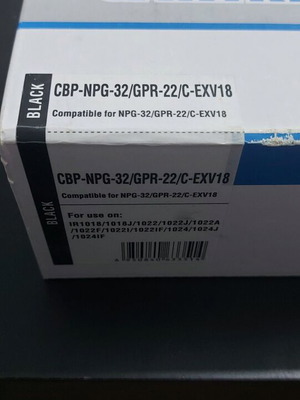 BLACK
CBP-NPG-32/GPR-22/C-EXV18
Compatible for NPG-32/GPR-22/C-EXV18
BLACK
CBP-NPG-32/GPR-22/C-EXV18
Compatible for NPG-32/GPR-22/C-EXV18
For use on:
IR1018/1018J/1022/1022J/1022A
/1022F/1022I/1022IF/1024/1024J
/1024IF